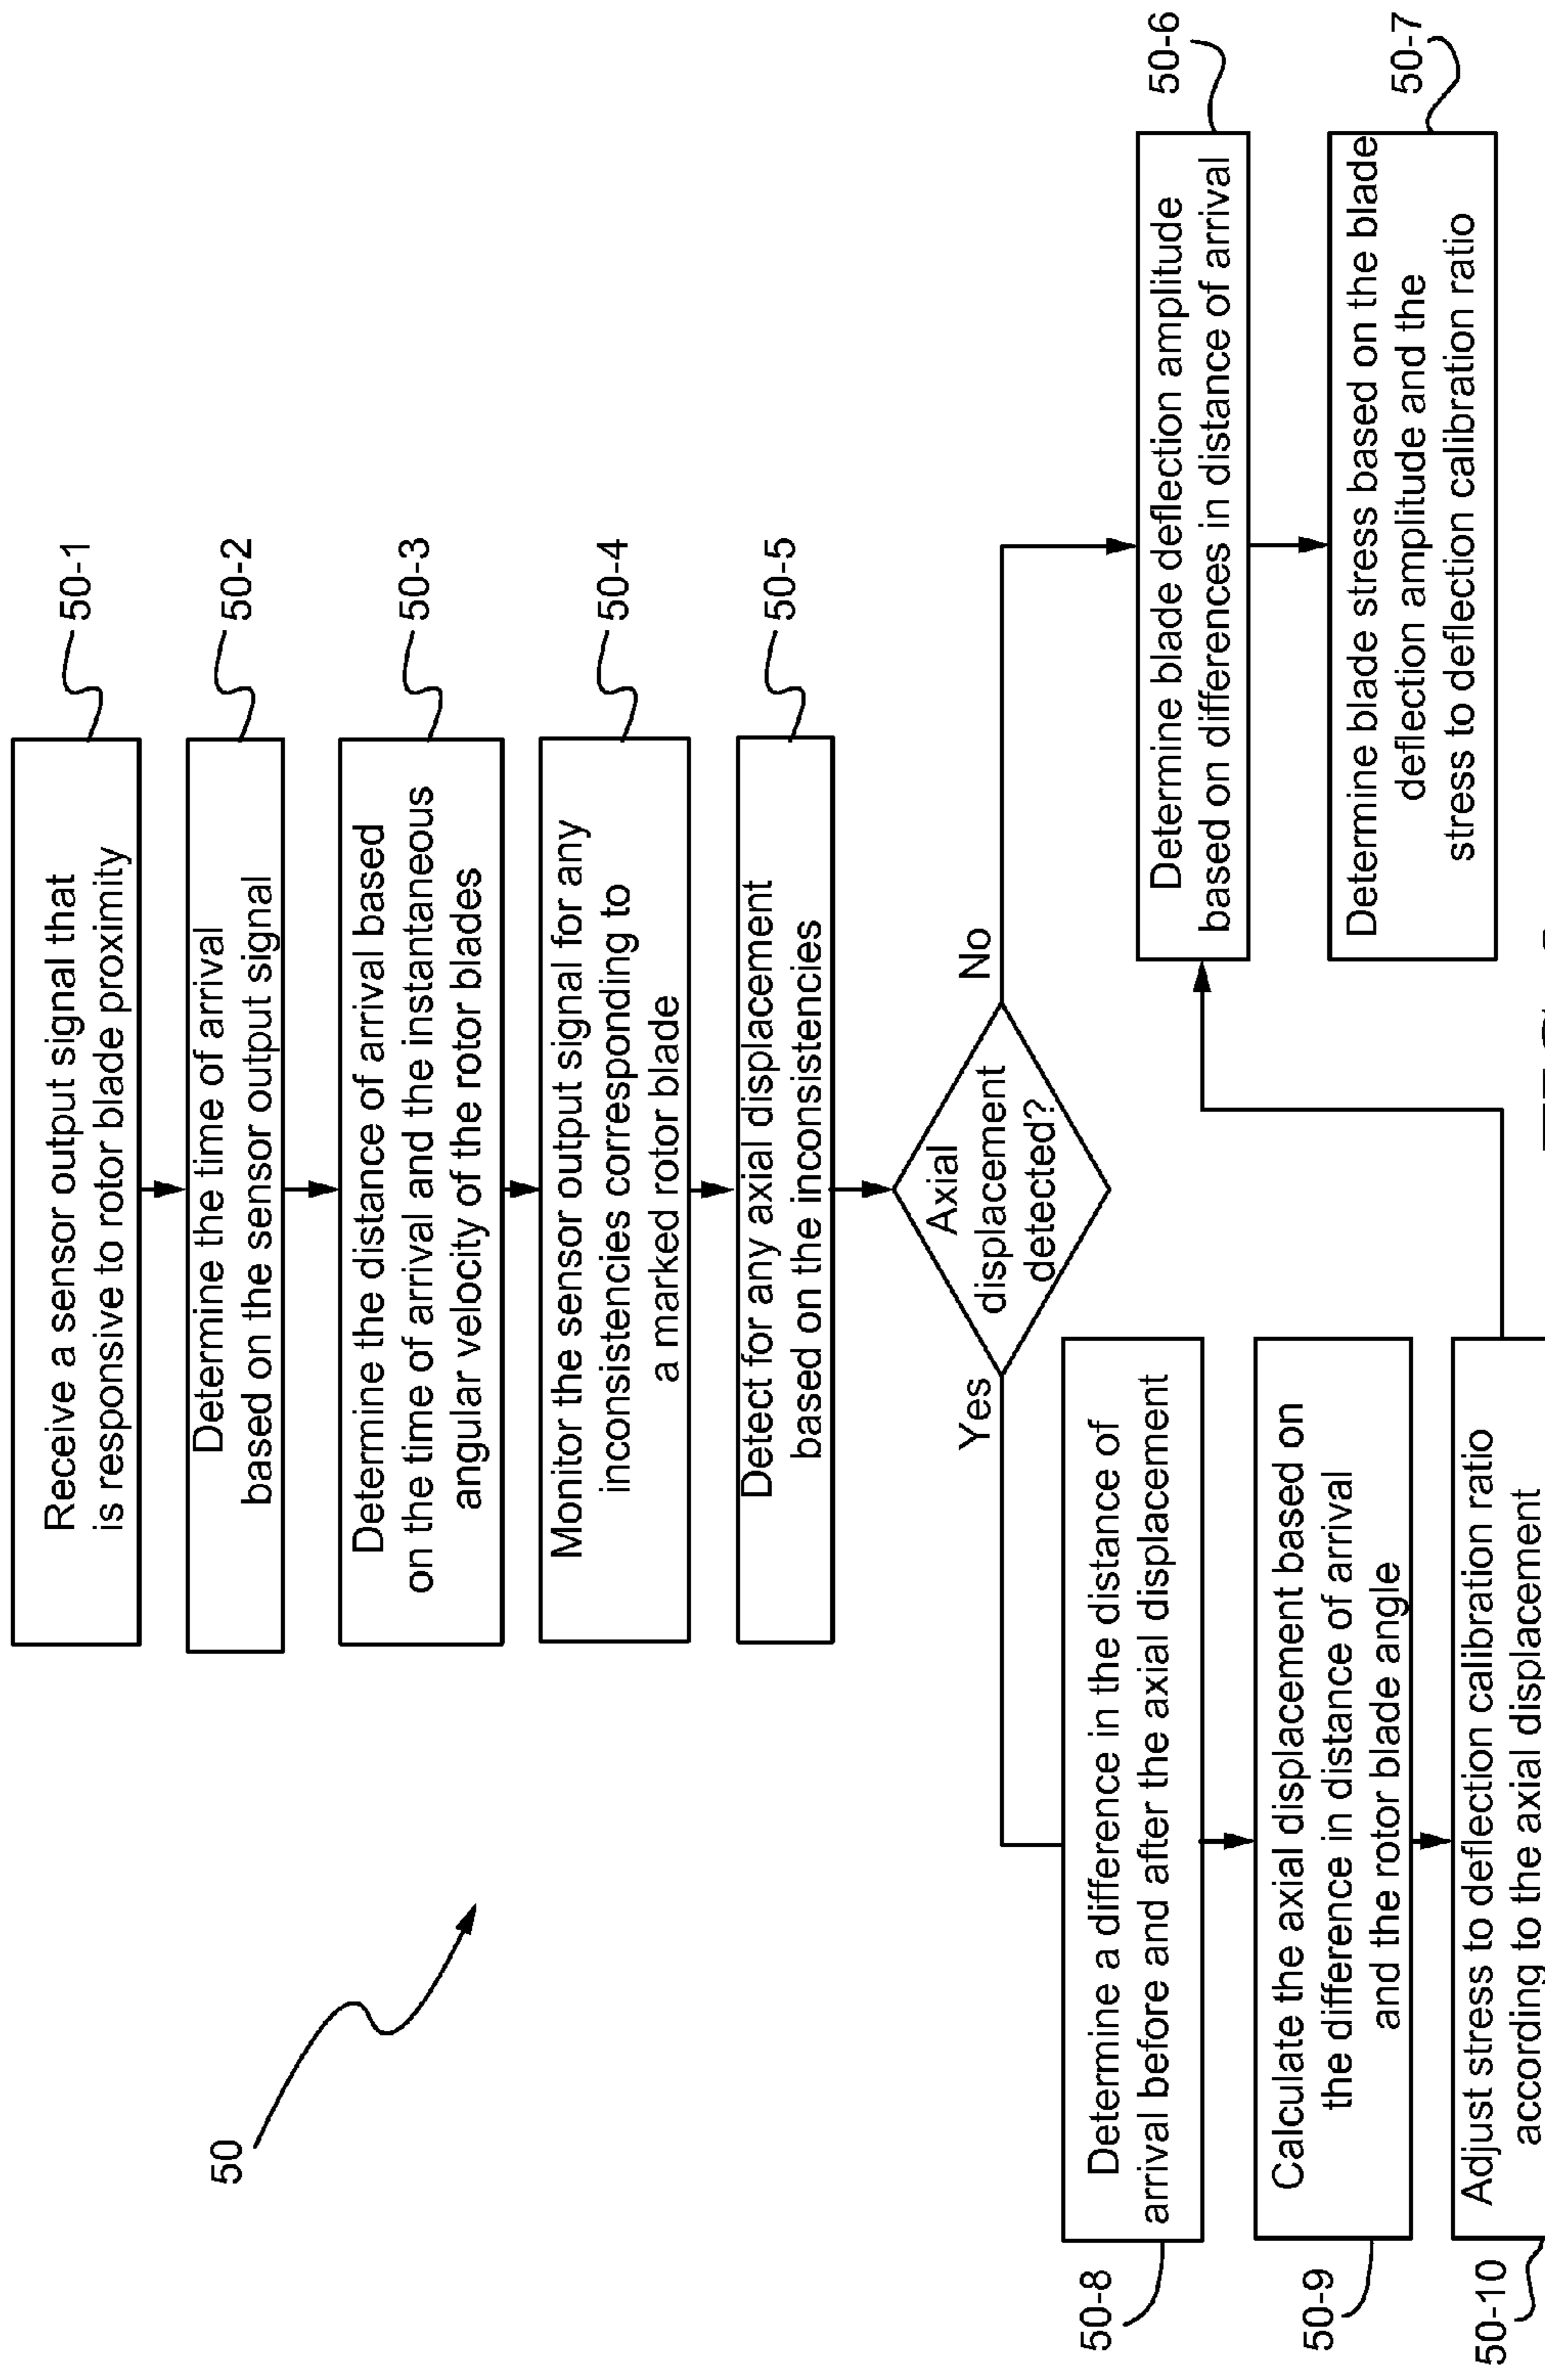 50
Receive a sensor output signal that
is responsive to rotor blade proximity
50-1
Determine the time of arrival
based on the sensor output signal
50-2
Determine the distance of arrival based
on the time of arrival and the instantaneous
angular velocity of the rotor blades
50-3
Monitor the sensor output signal for any
inconsistencies corresponding to
a marked rotor blade
50-4
Detect for any axial displacement
based on the inconsistencies
50-5
Axial
displacement
detected?
Yes
No
Determine a difference in the distance of
arrival before and after the axial displacement
50-8
Calculate the axial displacement based on
the difference in distance of arrival
and the rotor blade angle
50-9
Adjust stress to deflection calibration ratio
according to the axial displacement
50-10
Determine blade deflection amplitude
based on differences in distance of arrival
50-6
Determine blade stress based on the blade
deflection amplitude and the
stress to deflection calibration ratio
50-7